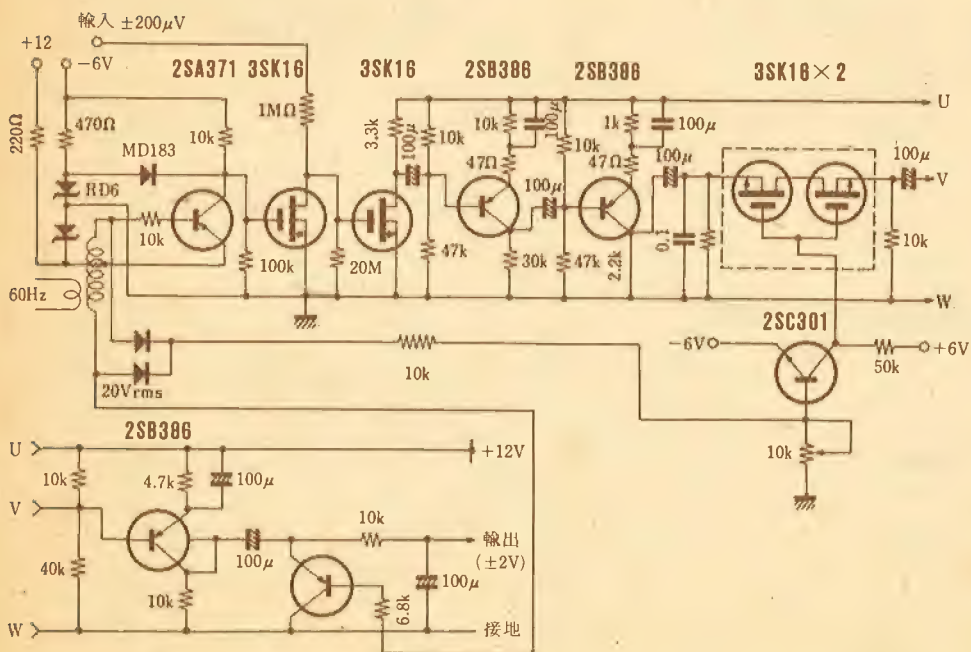 輸入 ±200μV
+12
-6V
2SA371
3SK16
3SK16
2SB386
2SB386
3SK16×2
U
220Ω
470Ω
10k
1MΩ
3.3k
100μ
10k
10k
100μ
10k
1k
100μ
MD183
47Ω
47Ω
100μ
100μ
100μ
V
RD6
10k
100k
20M
47k
30k
47k
2.2k
0.1
10k
60Hz
W
2SC301
-6V
+6V
50k
20Vrms
10k
10k
2SB386
U
+12V
10k
4.7k
100μ
V
10k
輸出
(±2V)
100μ
100μ
40k
10k
6.8k
W
接地